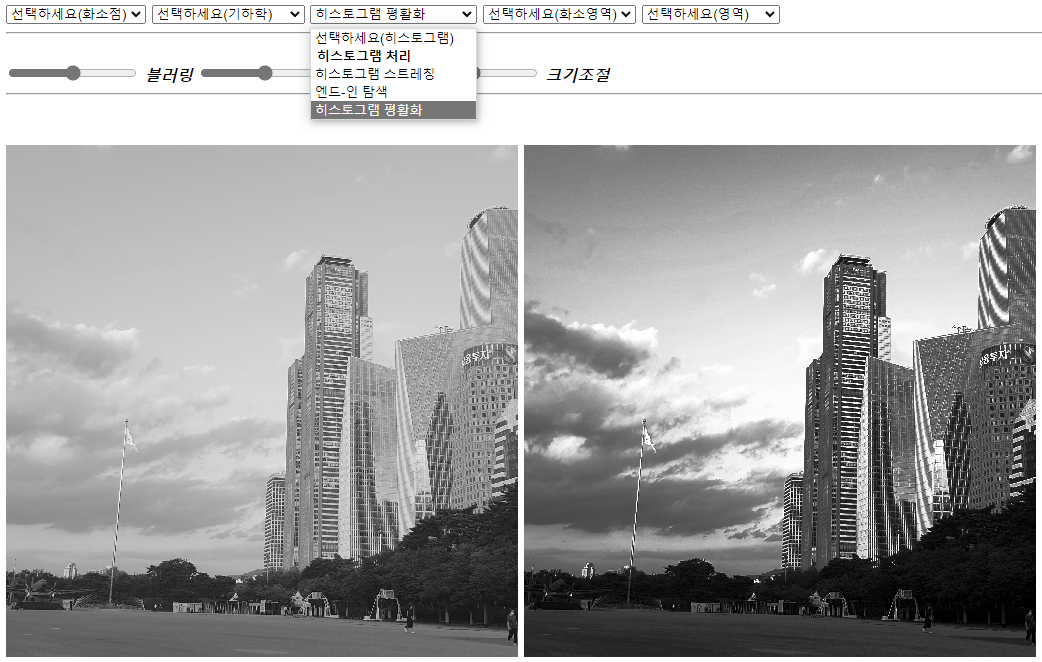 선택하세요(화소점) 선택하세요(기하학) 히스토그램 평활화 선택하세요(화소영역) 선택하세요(영역)
선택하세요(히스토그램)
히스토그램 처리
히스토그램 스트레칭
엔드-인 탐색
히스토그램 평활화
블러링 크기조절